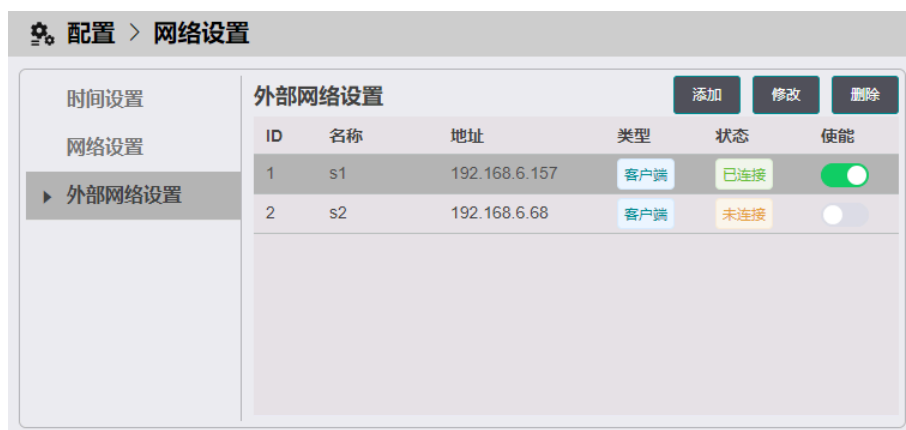 配置 > 网络设置
时间设置
网络设置
外部网络设置
外部网络设置 添加 修改 删除
ID 名称 地址 类型 状态 使能
1 s1 192.168.6.157 客户端 已连接
2 s2 192.168.6.68 客户端 未连接